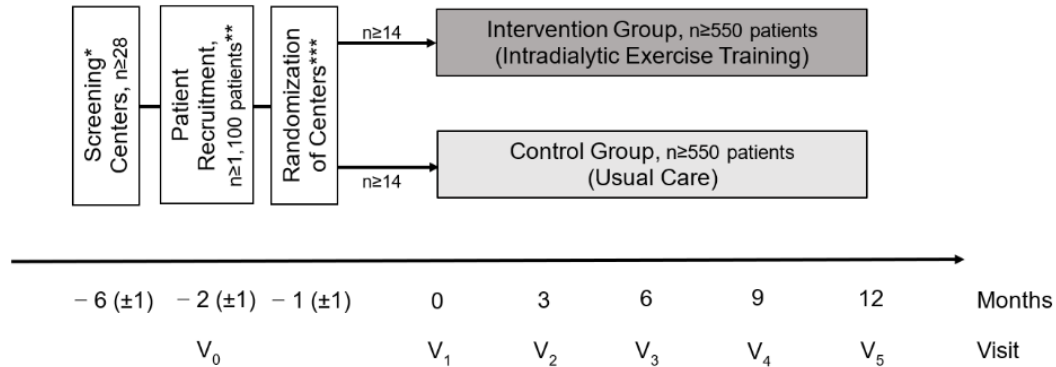 Screening*
Centers, n≥28
Patient
Recruitment,
n≥1,100 patients**
Randomization
of Centers***
n≥14
Intervention Group, n≥550 patients
(Intradialytic Exercise Training)
n≥14
Control Group, n≥550 patients
(Usual Care)
− 6 (±1) − 2 (±1) − 1 (±1) 0 3 6 9 12 Months
V0 V1 V2 V3 V4 V5 Visit